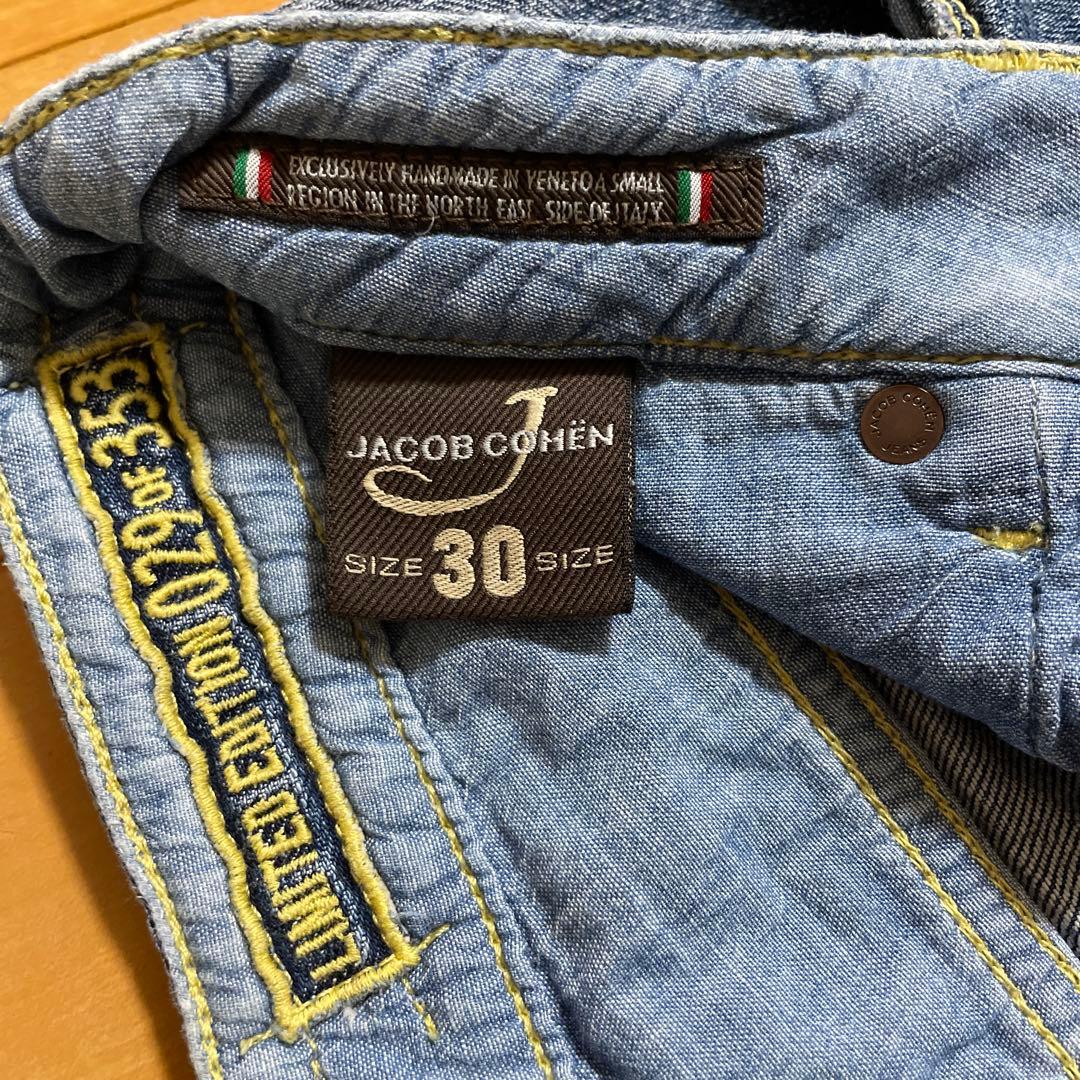 EXCLUSIVELY HANDMADE IN VENETO A SMALL
REGION IN THE NORTH EAST SIDE OF ITALY
JACOB COHËN
SIZE 30 SIZE
JACOB COHËN
JEANS
LIMITED EDITION 029 OF 353